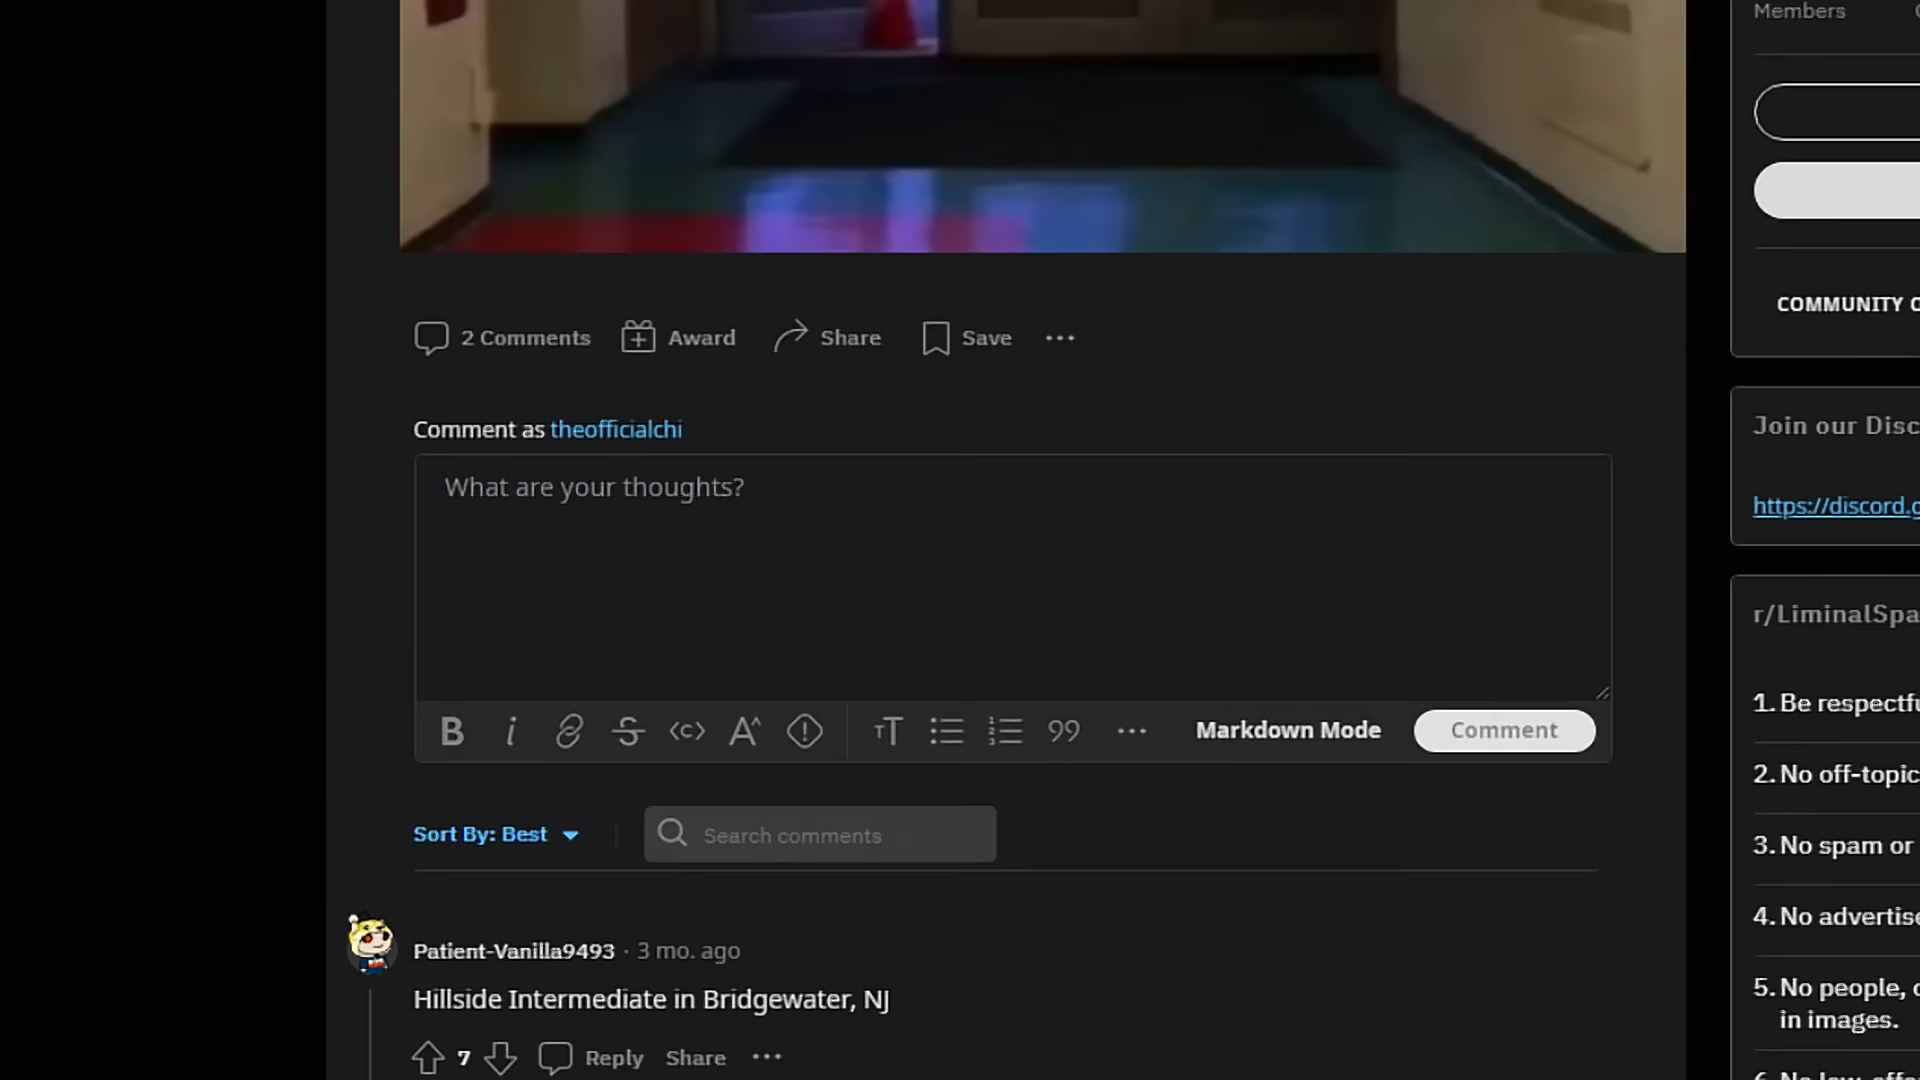 Members
2 Comments Award Share Save
COMMUNITY
Comment as theofficialchi
What are your thoughts?
Join our
https://discord.g
Markdown Mode Comment
r/LiminalSpa
1. Be
2. No off-topic
3. No spam or
4. No
5. No people,
in images.
Sort By: Best
Search comments
Patient-Vanilla9493 · 3 mo. ago
Hillside Intermediate in Bridgewater, NJ
7 Reply Share